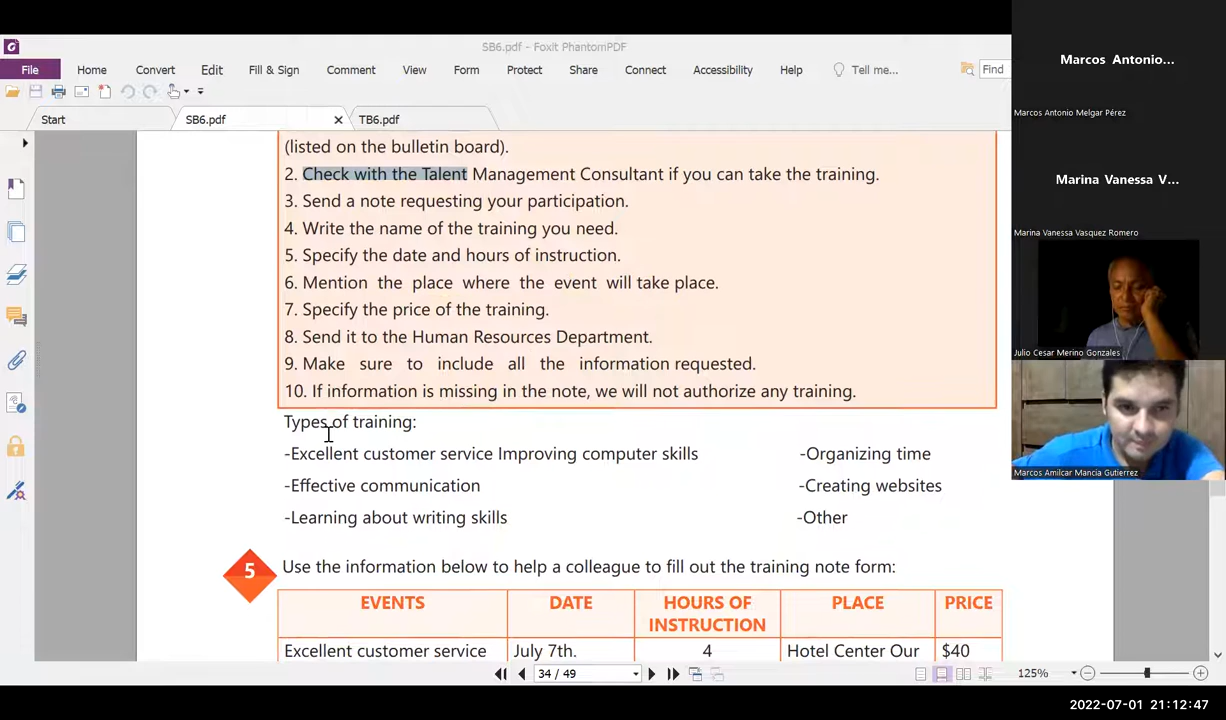 SB6.pdf - Foxit PhantomPDF
File Home Convert Edit Fill & Sign Comment View Form Protect Share Connect Accessibility Help Tell me... Find
Start SB6.pdf TB6.pdf
(listed on the bulletin board).
2. Check with the Talent Management Consultant if you can take the training.
3. Send a note requesting your participation.
4. Write the name of the training you need.
5. Specify the date and hours of instruction.
6. Mention the place where the event will take place.
7. Specify the price of the training.
8. Send it to the Human Resources Department.
9. Make sure to include all the information requested.
10. If information is missing in the note, we will not authorize any training.
Types of training:
-Excellent customer service Improving computer skills -Organizing time
-Effective communication -Creating websites
-Learning about writing skills -Other
5 Use the information below to help a colleague to fill out the training note form:
EVENTS DATE HOURS OF INSTRUCTION PLACE PRICE
Excellent customer service July 7th. 4 Hotel Center Our $40
34 / 49
125%
Marcos Antonio...
Marcos Antonio Melgar Pérez
Marina Vanessa V...
Marina Vanessa Vasquez Romero
Julio Cesar Merino Gonzales
Marcos Amilcar Mancia Gutierrez
2022-07-01 21:12:47